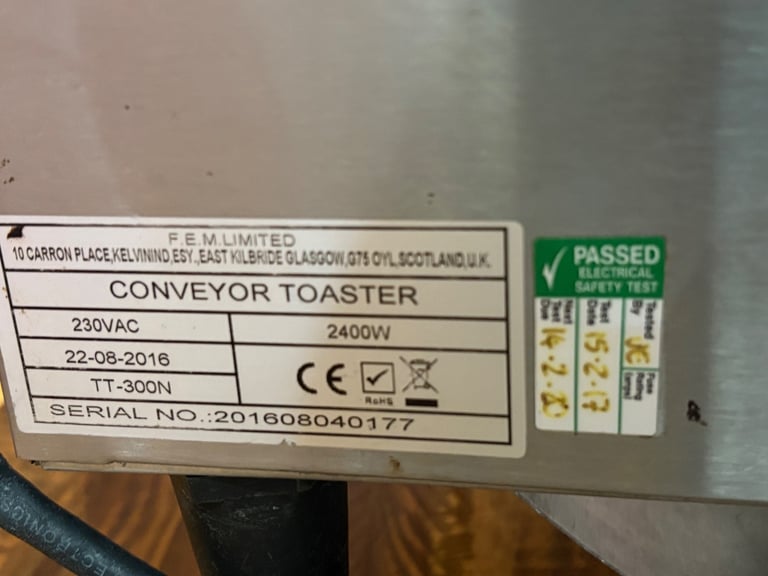 F.E.M.LIMITED
10 CARRON PLACE,KELVININD,ESY.,EAST KILBRIDE GLASGOW,G75 OYL,SCOTLAND,U.K.
CONVEYOR TOASTER
230VAC
2400W
22-08-2016
TT-300N
CE
RoHS
SERIAL NO.:201608040177
PASSED
ELECTRICAL
SAFETY TEST
Tested By
Fuse Rating (amps)
Test Date 15.2.17
Next Test Due 14.2.